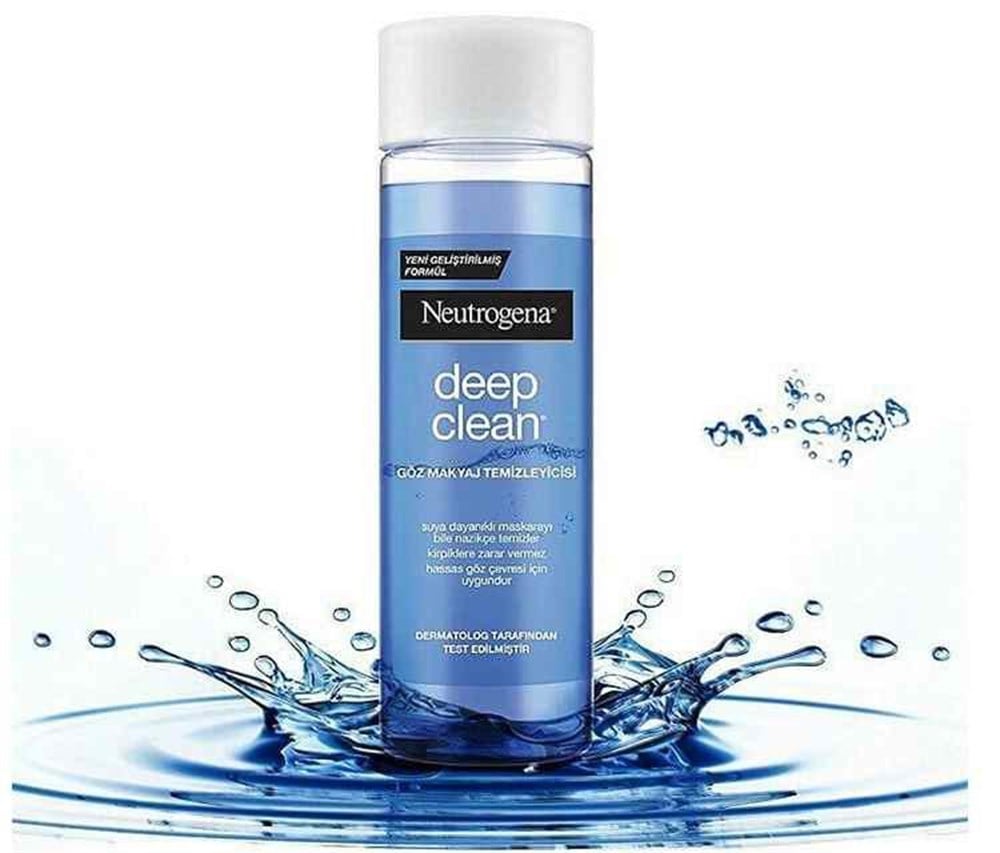 YENİ GELİŞTİRİLMİŞ
FORMÜL
Neutrogena®
deep
clean®
GÖZ MAKYAJ TEMİZLEYİCİSİ
suya dayanıklı maskarayı
bile nazikçe temizler
kirpiklere zarar vermez
hassas göz çevresi için
uygundur
DERMATOLOG TARAFINDAN
TEST EDİLMİŞTİR